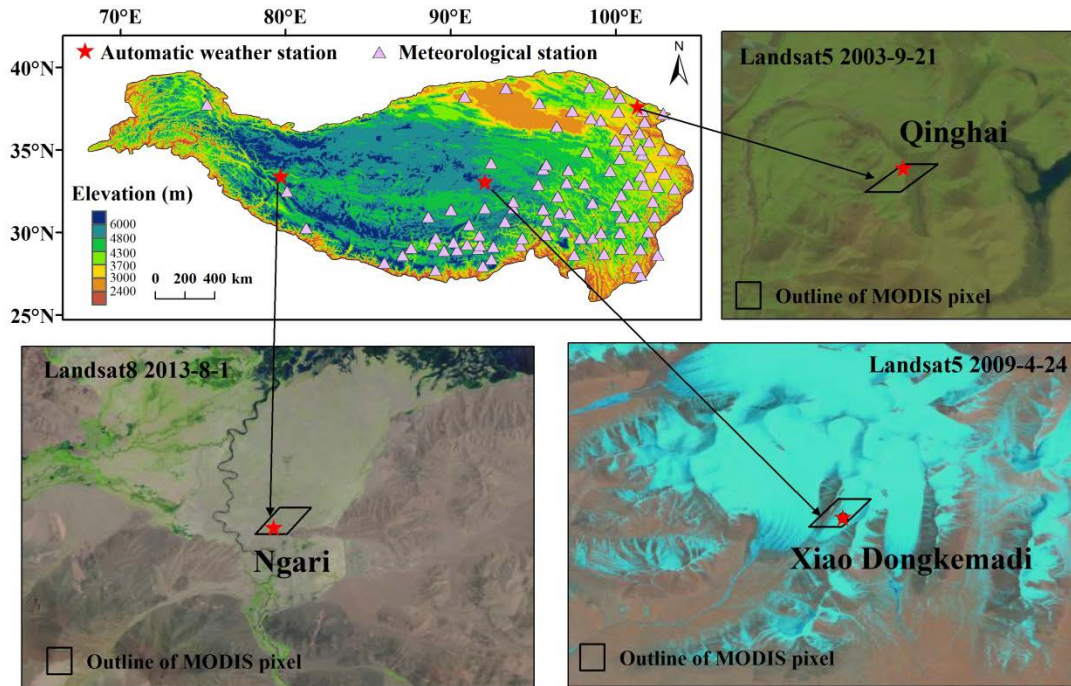 70°E 80°E 90°E 100°E
★ Automatic weather station Meteorological station
N
40°N
35°N
30°N
25°N
Elevation (m)
6000
4800
4300
3700
3000
2400
0 200 400 km
Landsat5 2003-9-21
Qinghai
Outline of MODIS pixel
Landsat8 2013-8-1
Ngari
Outline of MODIS pixel
Landsat5 2009-4-24
Xiao Dongkemadi
Outline of MODIS pixel